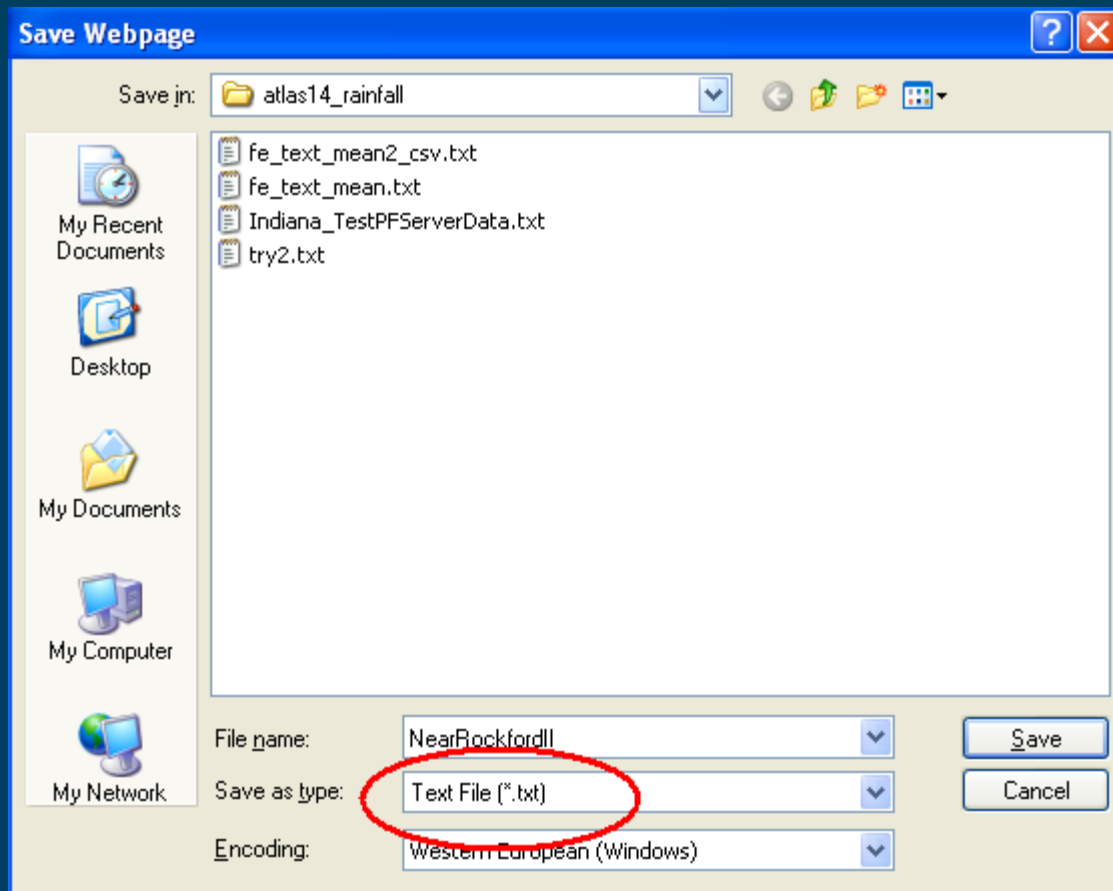 Save Webpage
Save in: atlas14_rainfall
My Recent
Documents
Desktop
My Documents
My Computer
My Network
fe_text_mean2_csv.txt
fe_text_mean.txt
Indiana_TestPFServerData.txt
try2.txt
File name: NearRockfordIl
Save
Save as type: Text File (*.txt)
Cancel
Encoding: Western European (Windows)